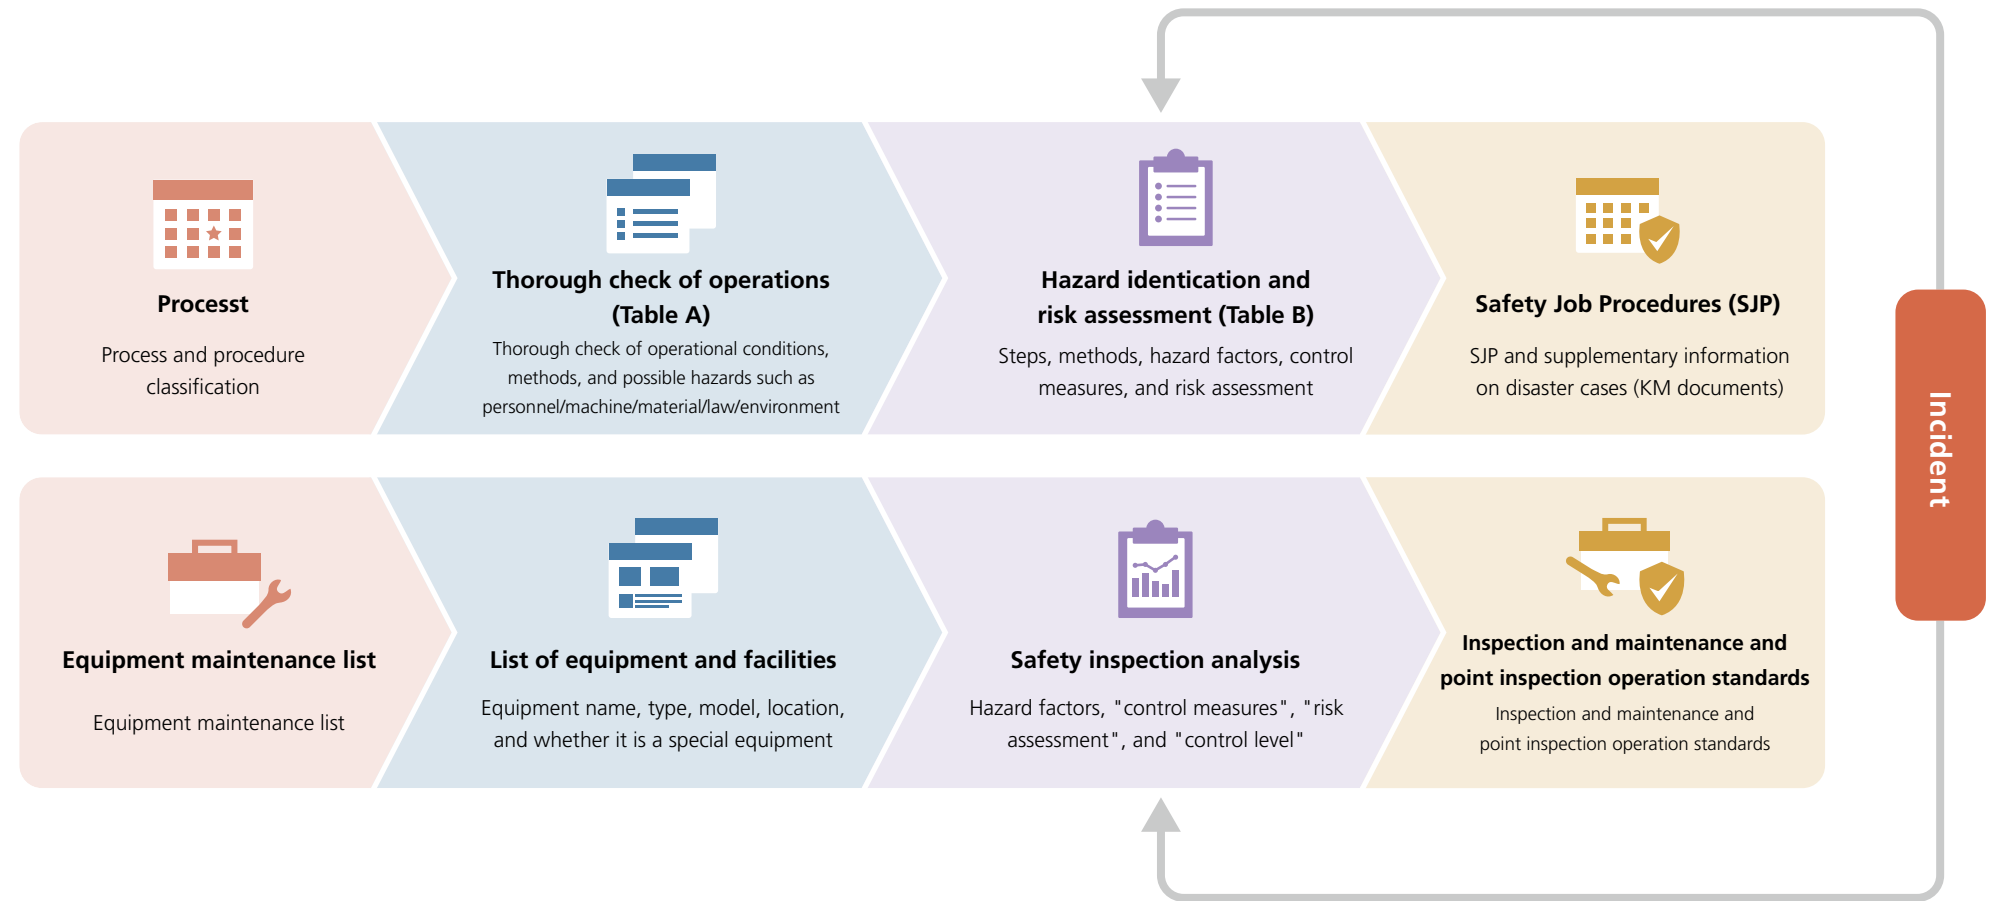 Processt
Process and procedure
classification
Thorough check of operations
(Table A)
Thorough check of operational conditions,
methods, and possible hazards such as
personnel/machine/material/law/environment
Hazard identication and
risk assessment (Table B)
Steps, methods, hazard factors, control
measures, and risk assessment
Safety Job Procedures (SJP)
SJP and supplementary information
on disaster cases (KM documents)
Incident
Equipment maintenance list
Equipment maintenance list
List of equipment and facilities
Equipment name, type, model, location,
and whether it is a special equipment
Safety inspection analysis
Hazard factors, "control measures", "risk
assessment", and "control level"
Inspection and maintenance and
point inspection operation standards
Inspection and maintenance and
point inspection operation standards